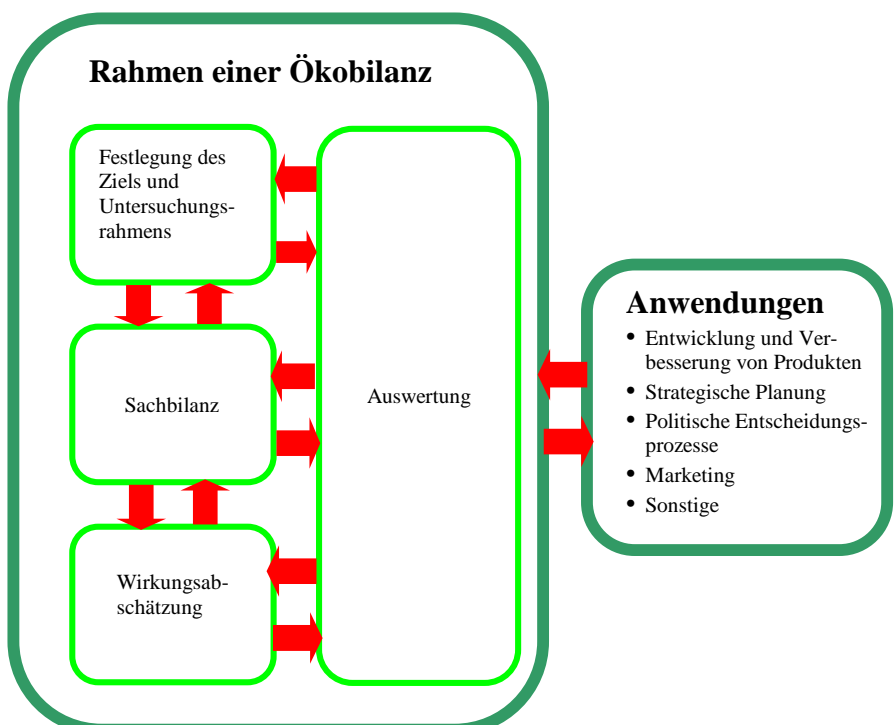 Rahmen einer Ökobilanz
Festlegung des
Ziels und
Untersuchungs-
rahmens
Sachbilanz
Wirkungsab-
schätzung
Auswertung
Anwendungen
• Entwicklung und Ver-
besserung von Produkten
• Strategische Planung
• Politische Entscheidungs-
prozesse
• Marketing
• Sonstige